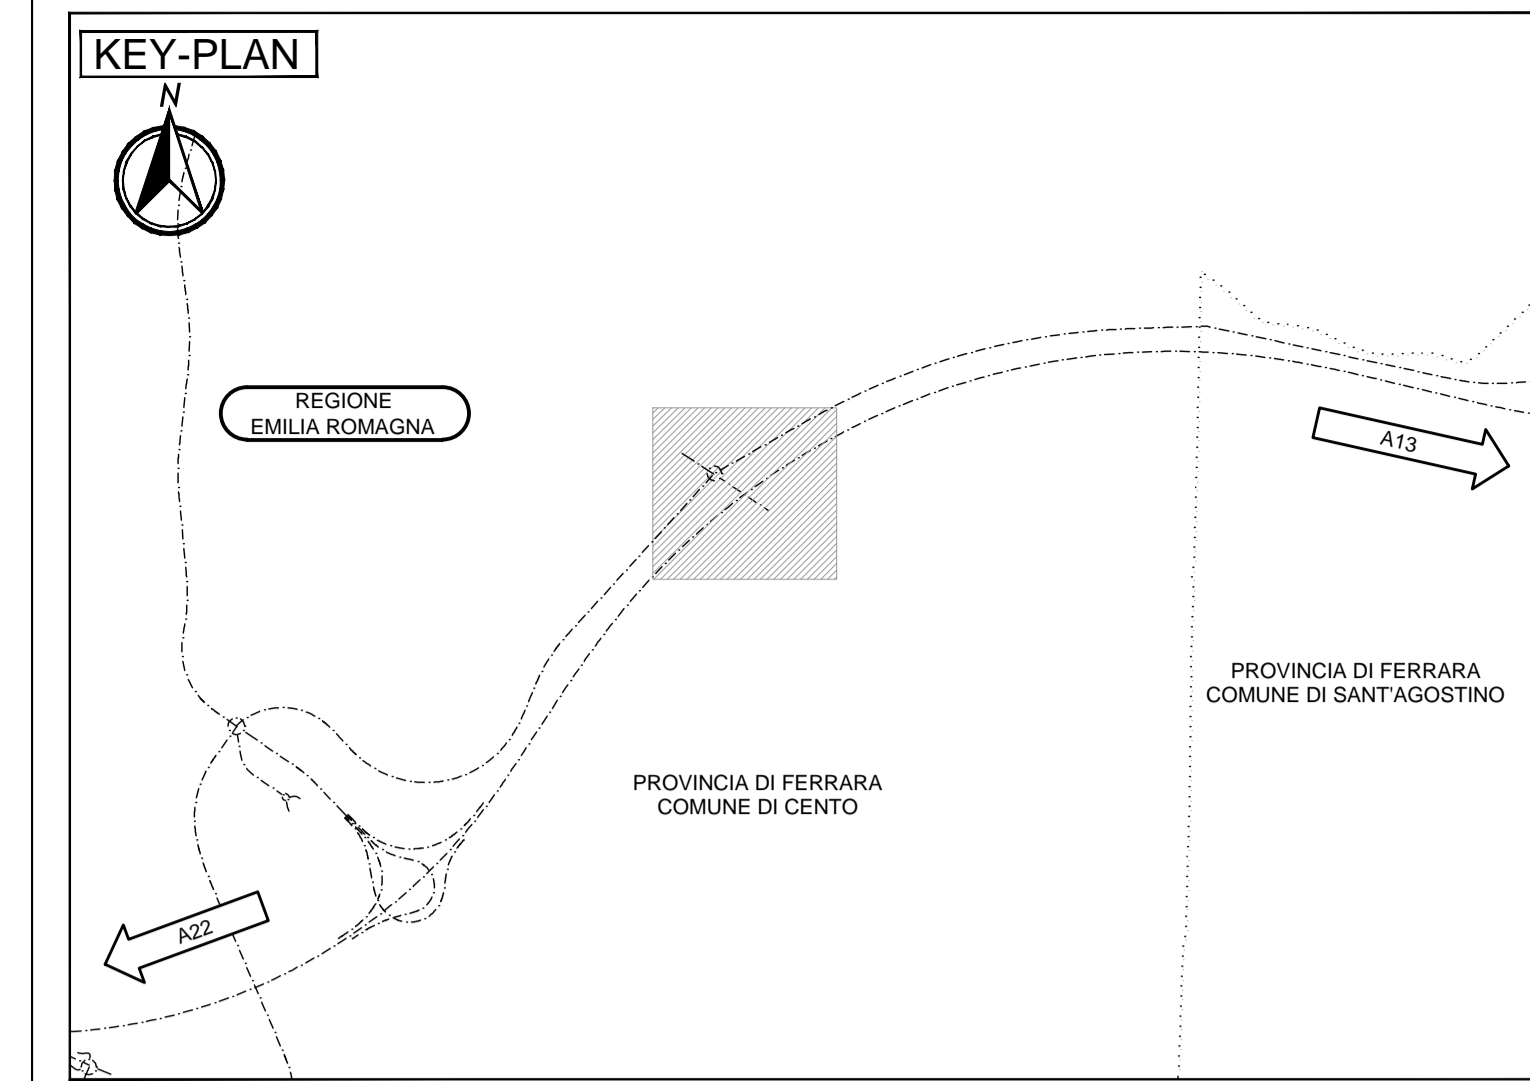 KEY-PLAN
N
REGIONE
EMILIA ROMAGNA
A13
PROVINCIA DI FERRARA
COMUNE DI SANT'AGOSTINO
PROVINCIA DI FERRARA
COMUNE DI CENTO
A22